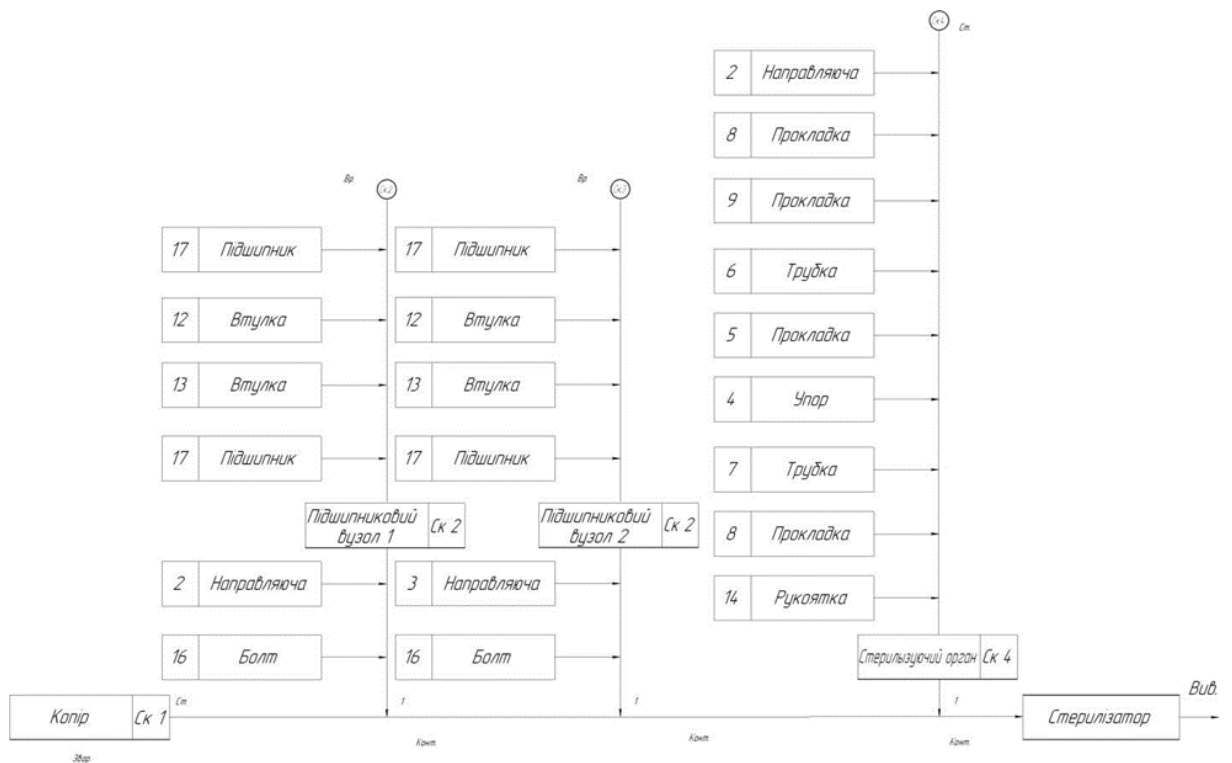 Ск4 Ст.
2 Направляюча
8 Прокладка
Вр. Ск2 Вр. Ск3
9 Прокладка
17 Підшипник 17 Підшипник
6 Трубка
12 Втулка 12 Втулка
5 Прокладка
13 Втулка 13 Втулка
4 Упор
17 Підшипник 17 Підшипник
7 Трубка
Підшипниковий вузол 1 Ск 2
Підшипниковий вузол 2 Ск 2
8 Прокладка
2 Направляюча 3 Направляюча
14 Рукоятка
16 Болт 16 Болт
Стерилызуючий орган Ск 4
Копір Ск 1 Ст. 1 1 1 Стерилізатор Вив.
Конт. Конт. Конт.
Звар.